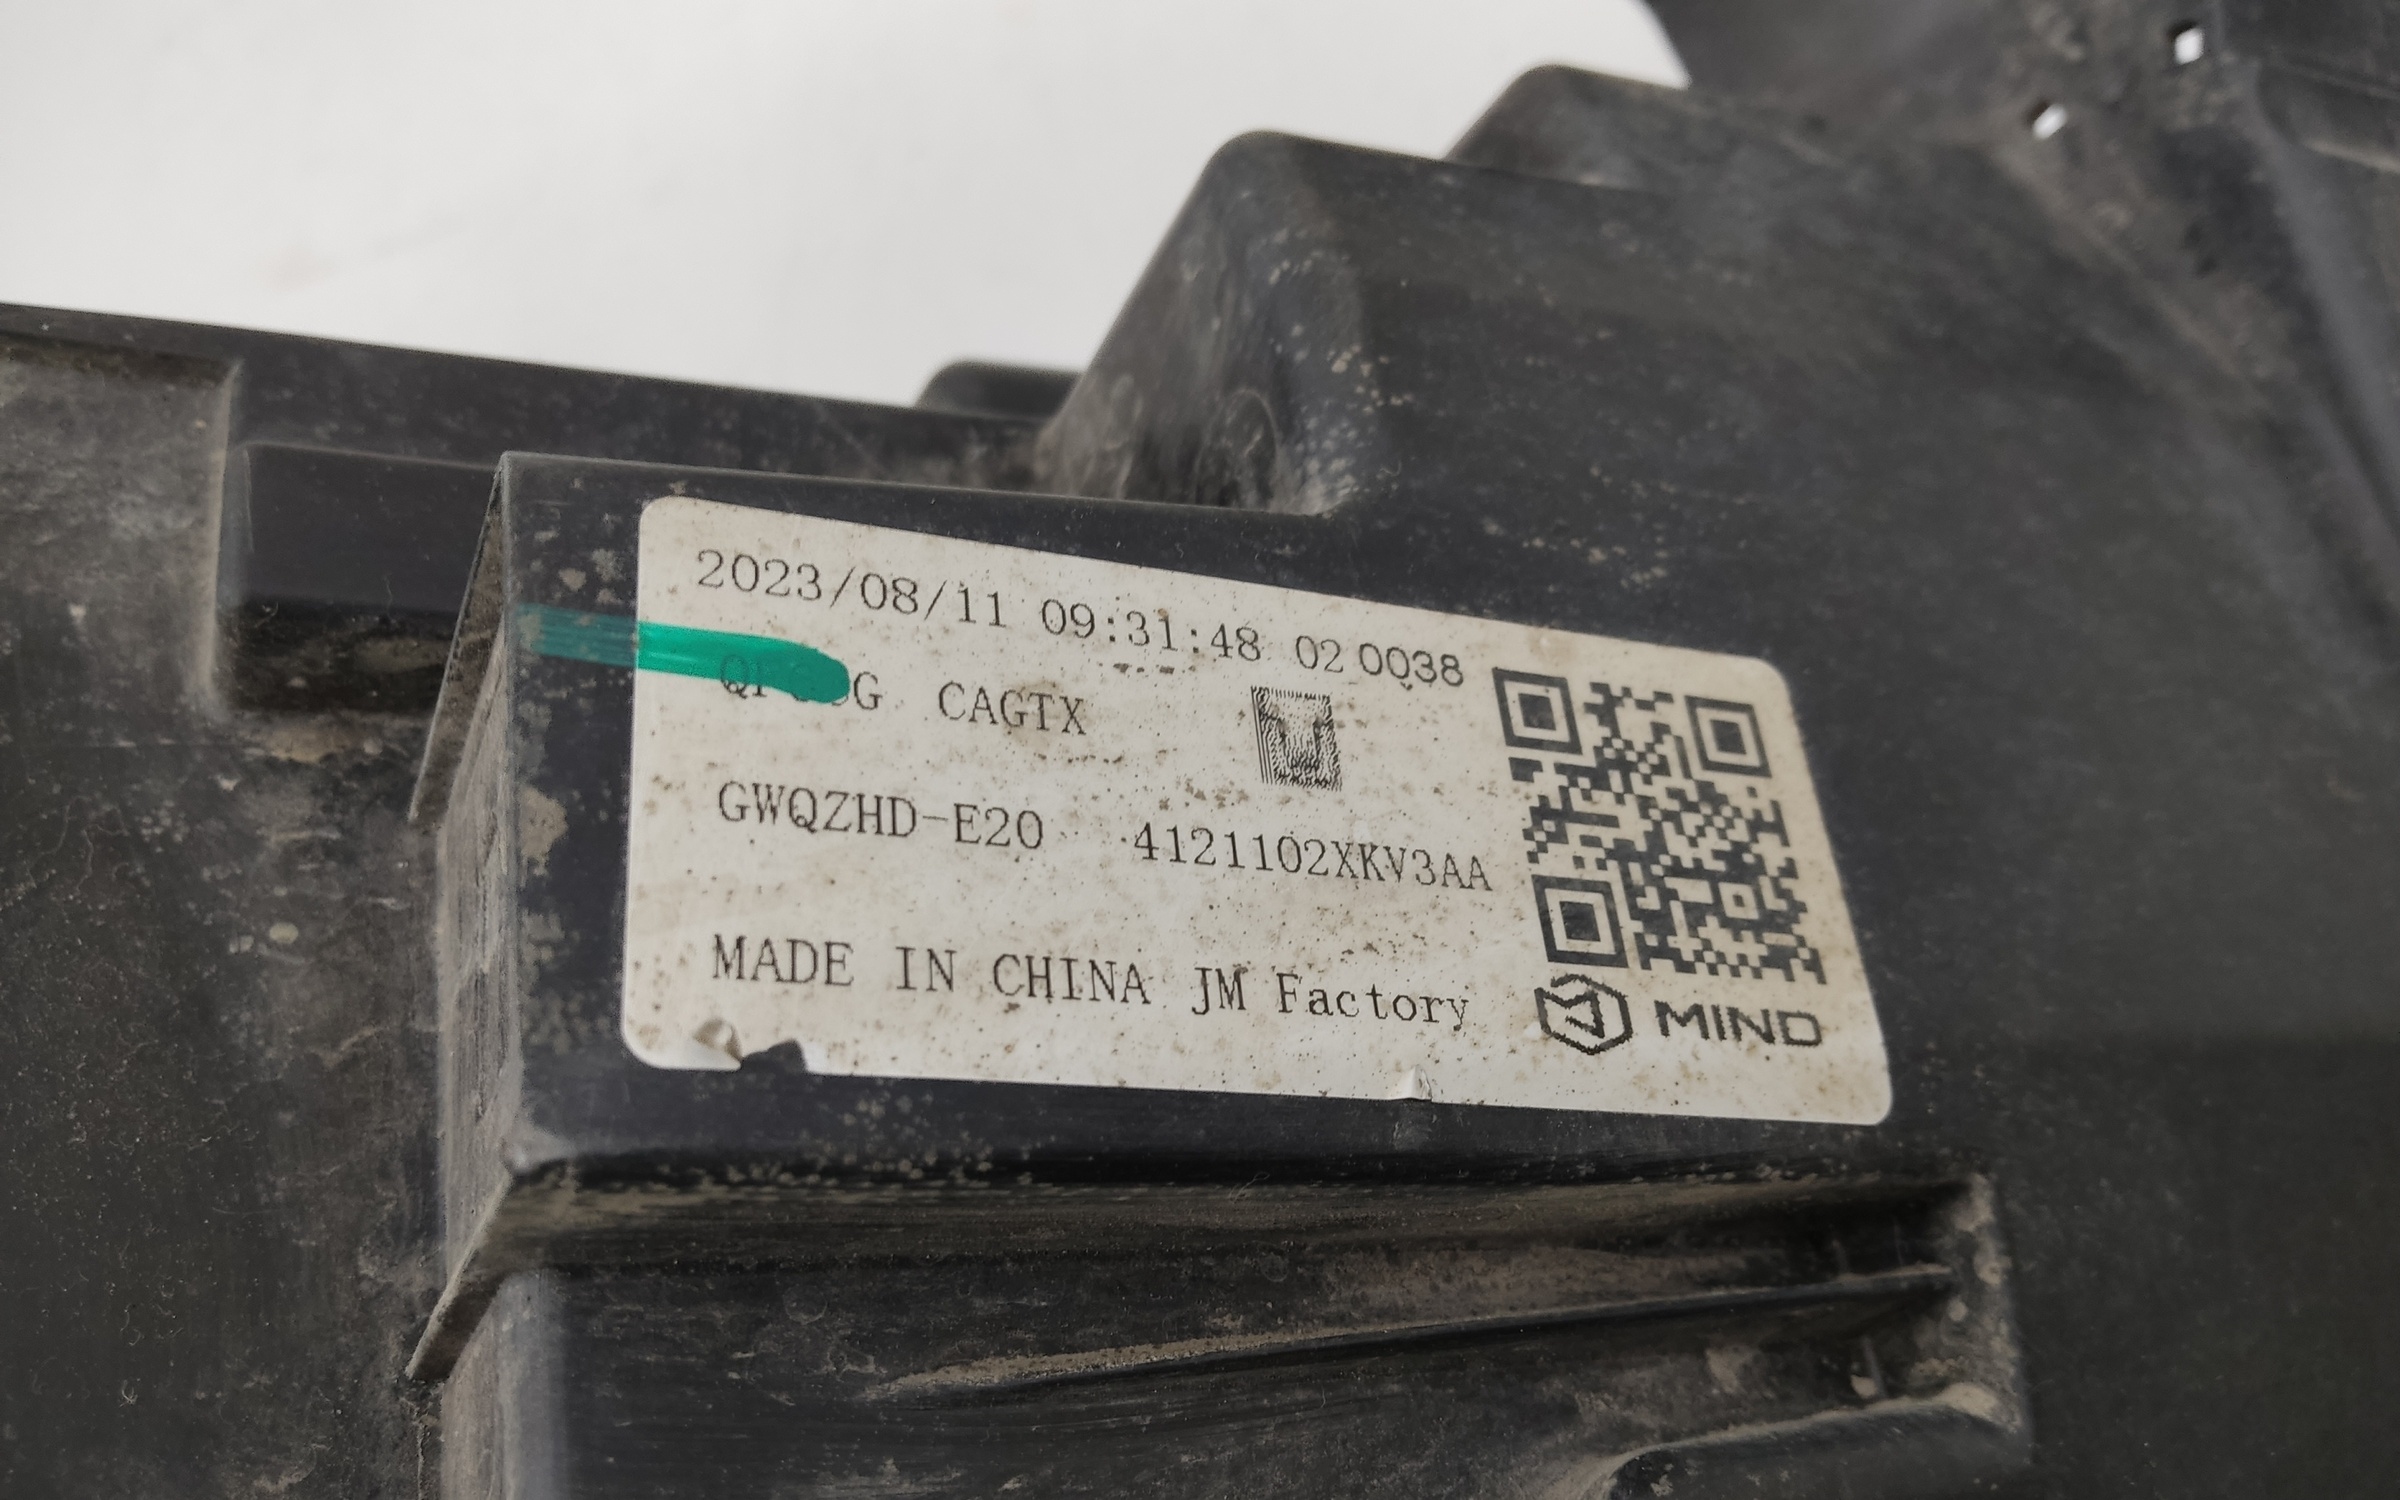 2023/08/11 09:31:48 02 0038
CAGTX
GWQZHD-E20 4121102XKV3AA
MADE IN CHINA JM Factory
MIND